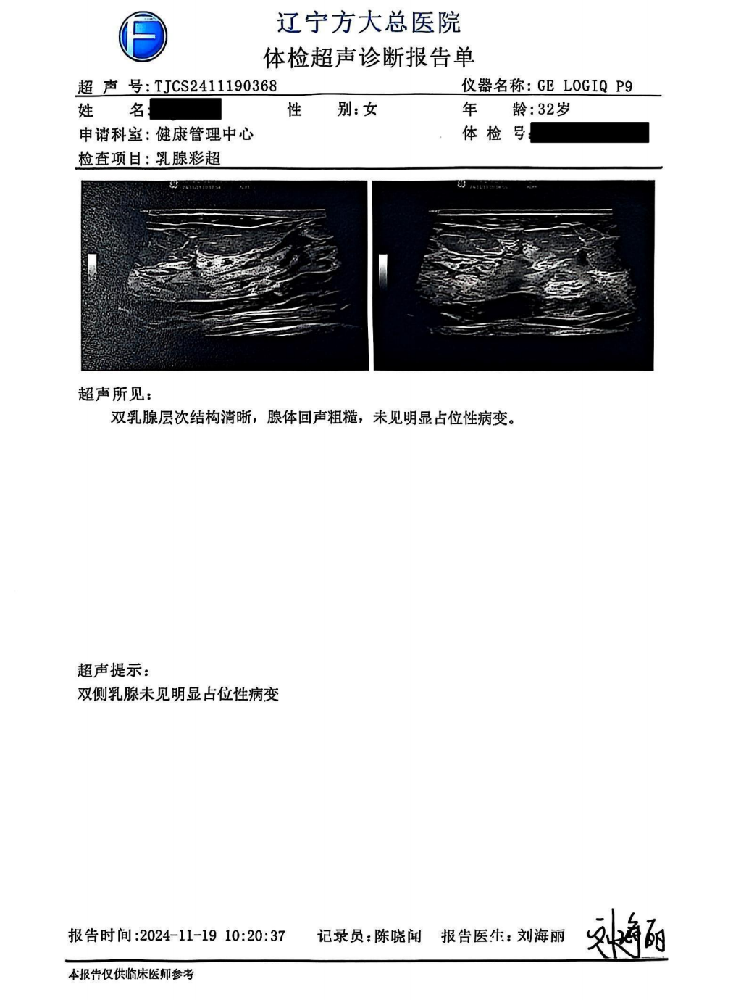 辽宁方大总医院
体检超声诊断报告单
超 声 号:TJCS2411190368 仪器名称: GE LOGIQ P9
姓 名: 性 别:女 年 龄:32岁
申请科室: 健康管理中心 体 检 号:
检查项目: 乳腺彩超
超声所见:
双乳腺层次结构清晰，腺体回声粗糙，未见明显占位性病变。
超声提示:
双侧乳腺未见明显占位性病变
报告时间:2024-11-19 10:20:37 记录员:陈晓闻 报告医生: 刘海丽 刘海丽
本报告仅供临床医师参考